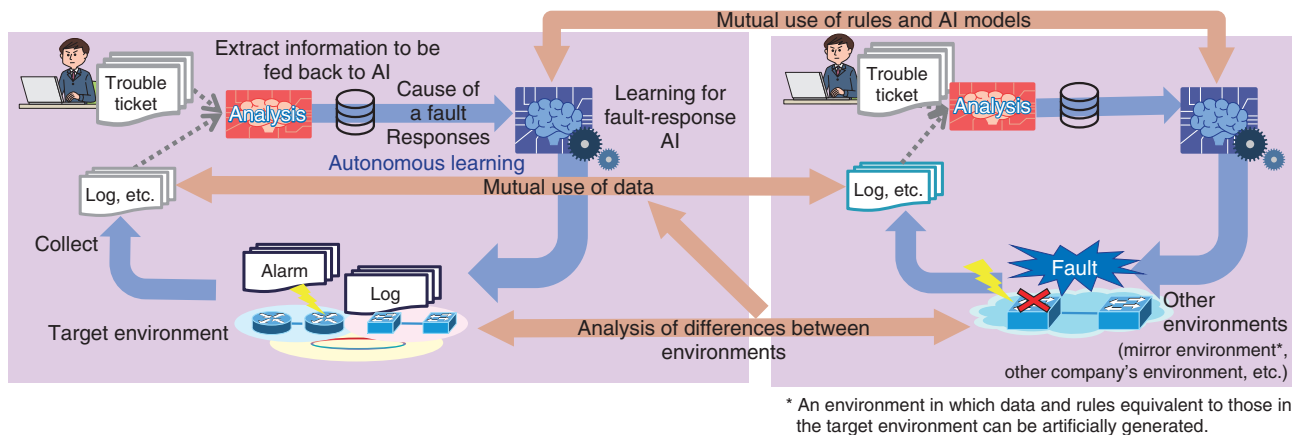 Mutual use of rules and AI models
Extract information to be
fed back to AI
Trouble
ticket
Analysis
Cause of
a fault
Responses
Autonomous learning
Learning for
fault-response
AI
Log, etc.
Mutual use of data
Collect
Alarm
Log
Target environment
Analysis of differences between
environments
Trouble
ticket
Analysis
Log, etc.
Fault
Other
environments
(mirror environment*,
other company's environment, etc.)
* An environment in which data and rules equivalent to those in
the target environment can be artificially generated.